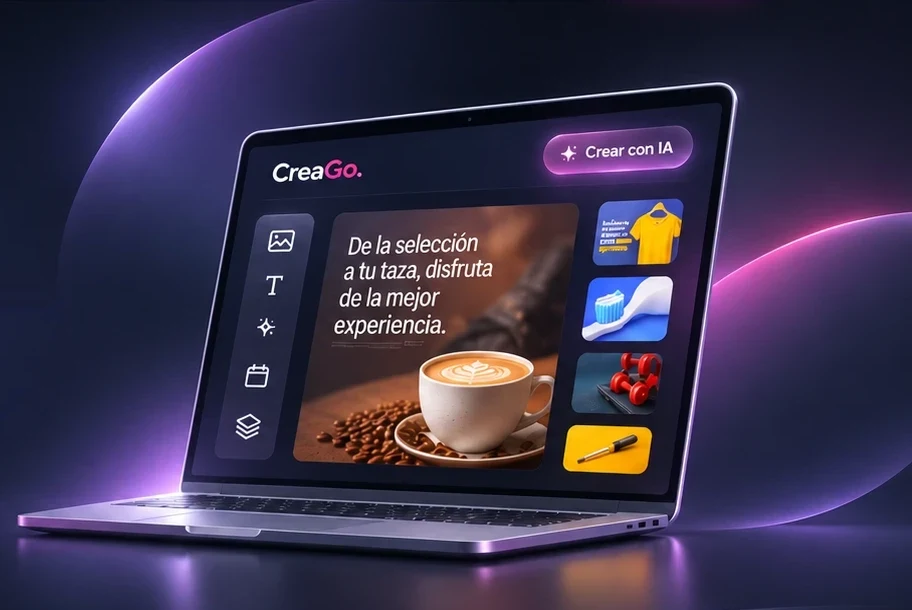 CreaGo.
Crear con IA
T
De la selección
a tu taza, disfruta
de la mejor
experiencia.